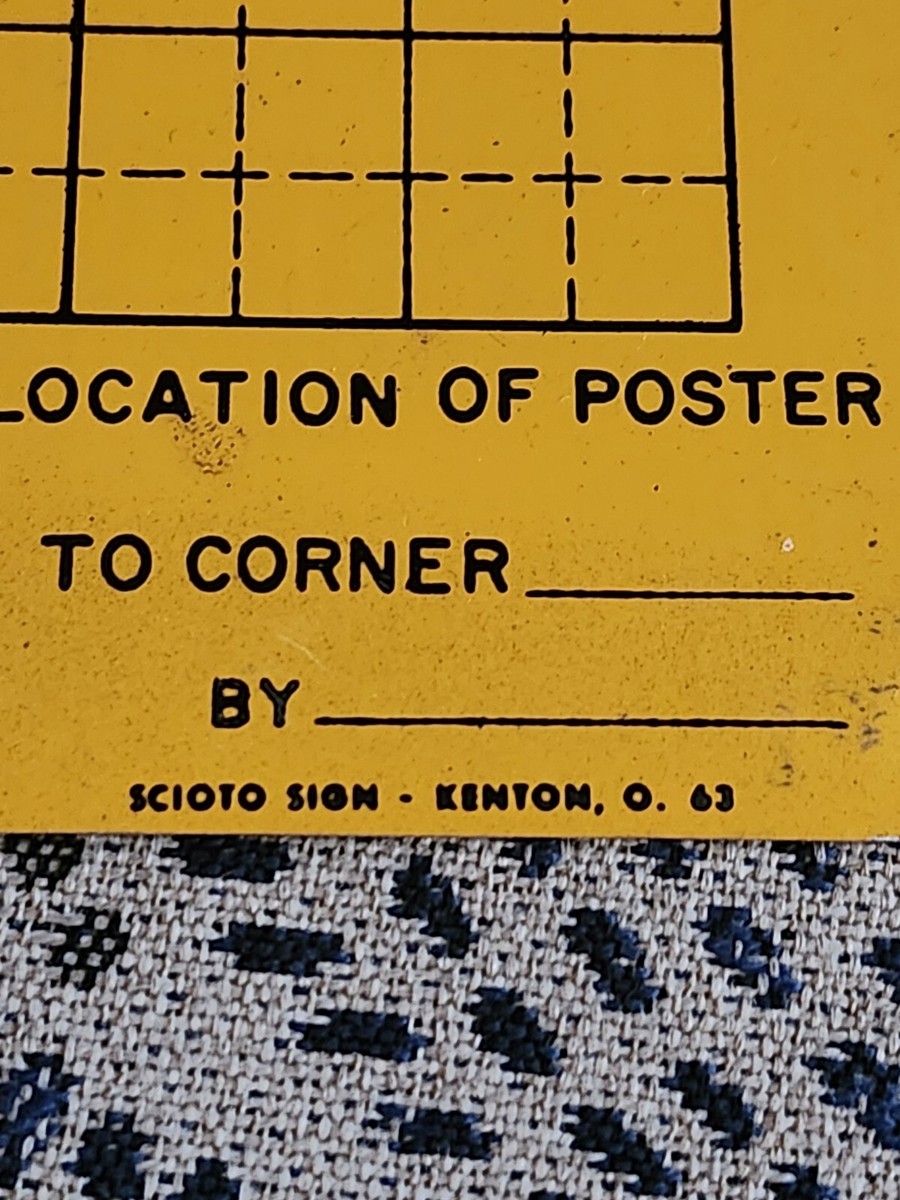 LOCATION OF POSTER
TO CORNER
BY
SCIOTO SIGN - KENTON, O. 63